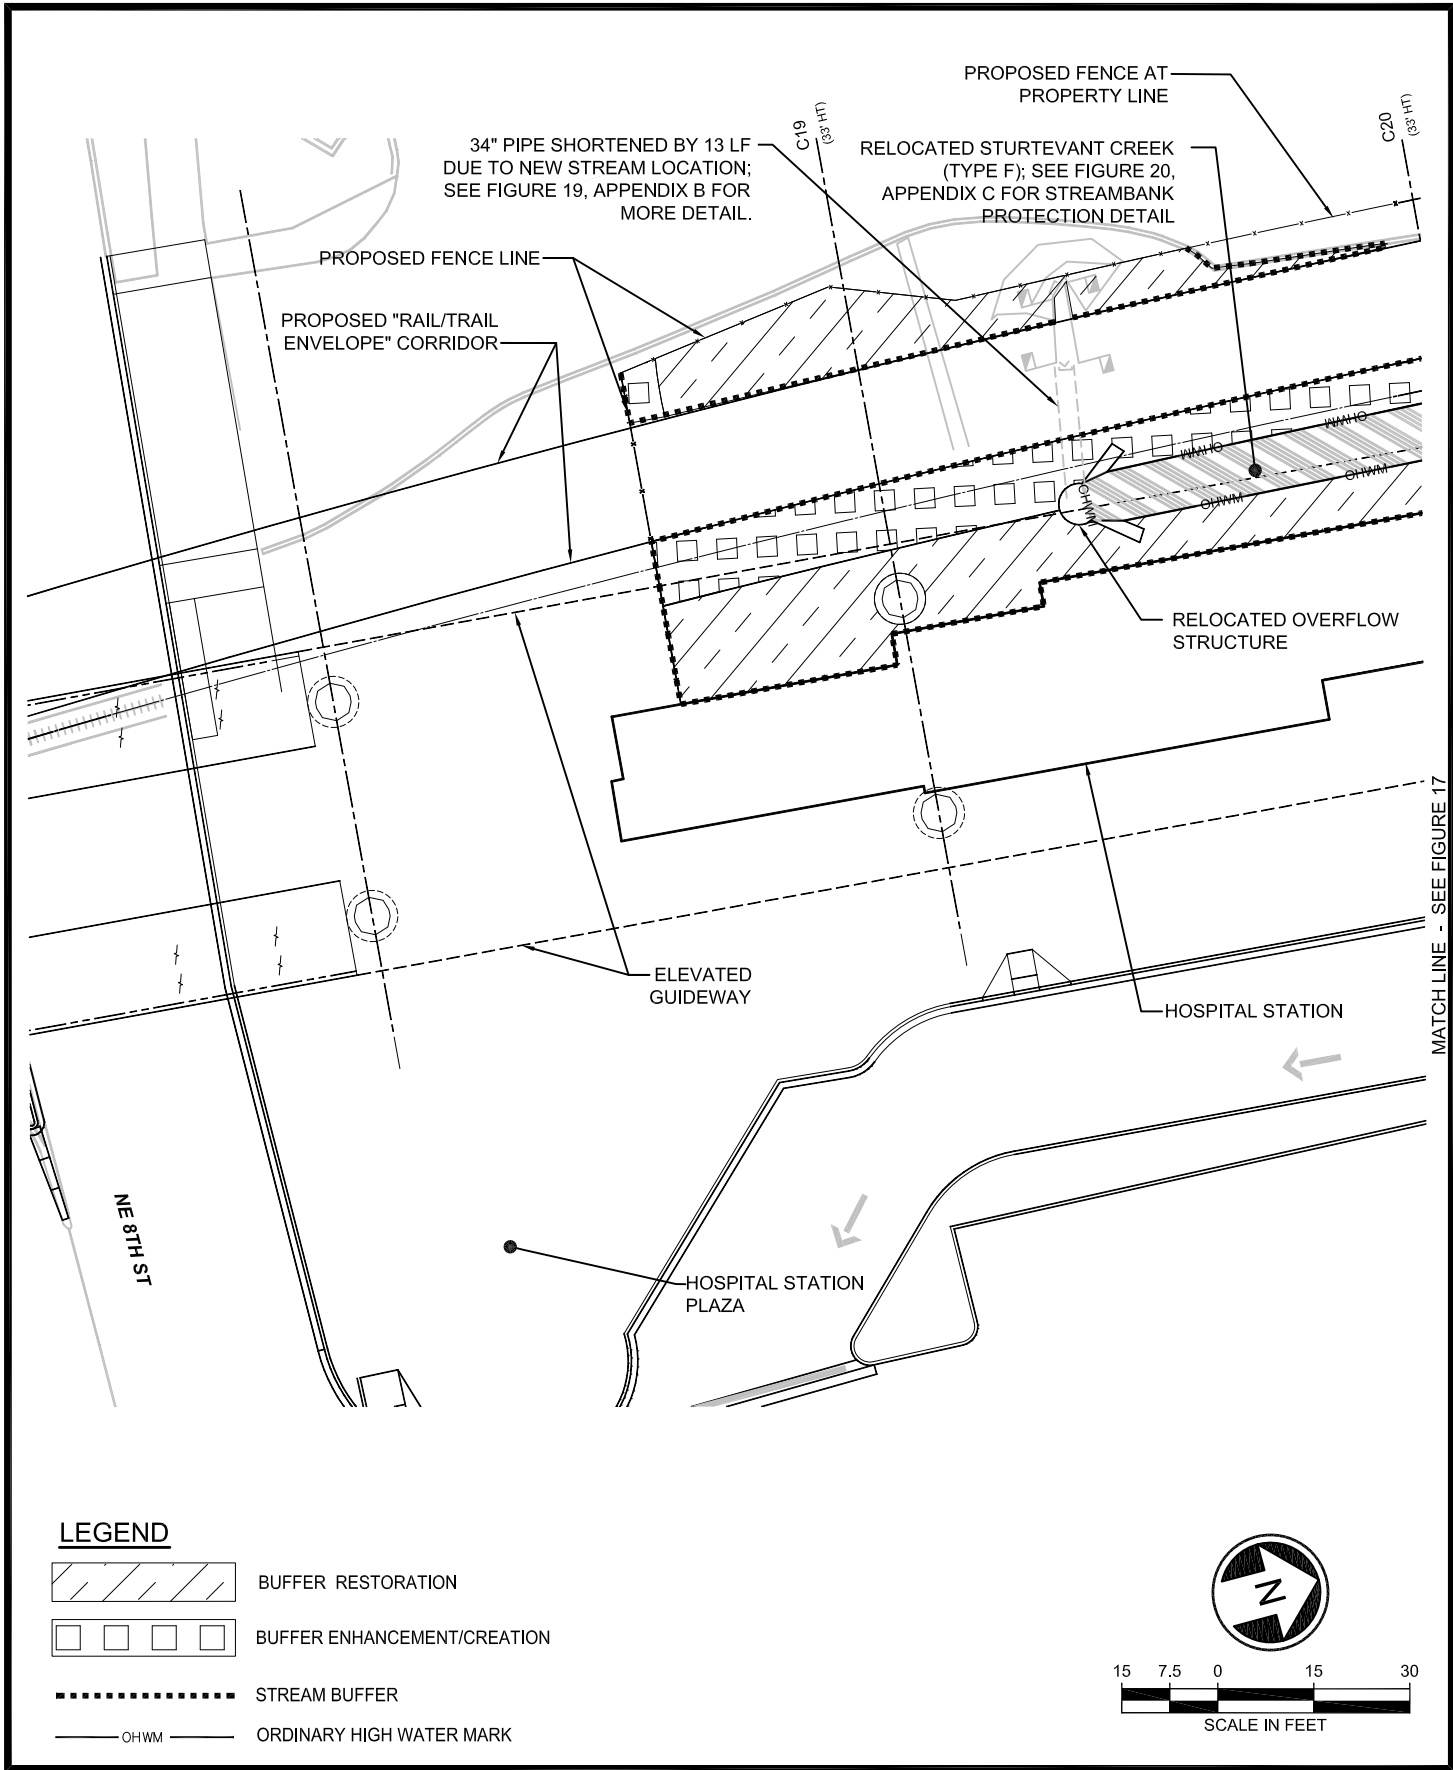 PROPOSED FENCE AT
PROPERTY LINE
C19
(33' HT)
C20
(33' HT)
34" PIPE SHORTENED BY 13 LF
DUE TO NEW STREAM LOCATION;
SEE FIGURE 19, APPENDIX B FOR
MORE DETAIL.
RELOCATED STURTEVANT CREEK
(TYPE F); SEE FIGURE 20,
APPENDIX C FOR STREAMBANK
PROTECTION DETAIL
PROPOSED FENCE LINE
PROPOSED "RAIL/TRAIL
ENVELOPE" CORRIDOR
OHWM
OHWM
OHWM
OHWM
OHWM
RELOCATED OVERFLOW
STRUCTURE
MATCH LINE - SEE FIGURE 17
ELEVATED
GUIDEWAY
HOSPITAL STATION
NE 8TH ST
HOSPITAL STATION
PLAZA
LEGEND
BUFFER RESTORATION
BUFFER ENHANCEMENT/CREATION
STREAM BUFFER
OHWM
ORDINARY HIGH WATER MARK
N
15 7.5 0 15 30
SCALE IN FEET